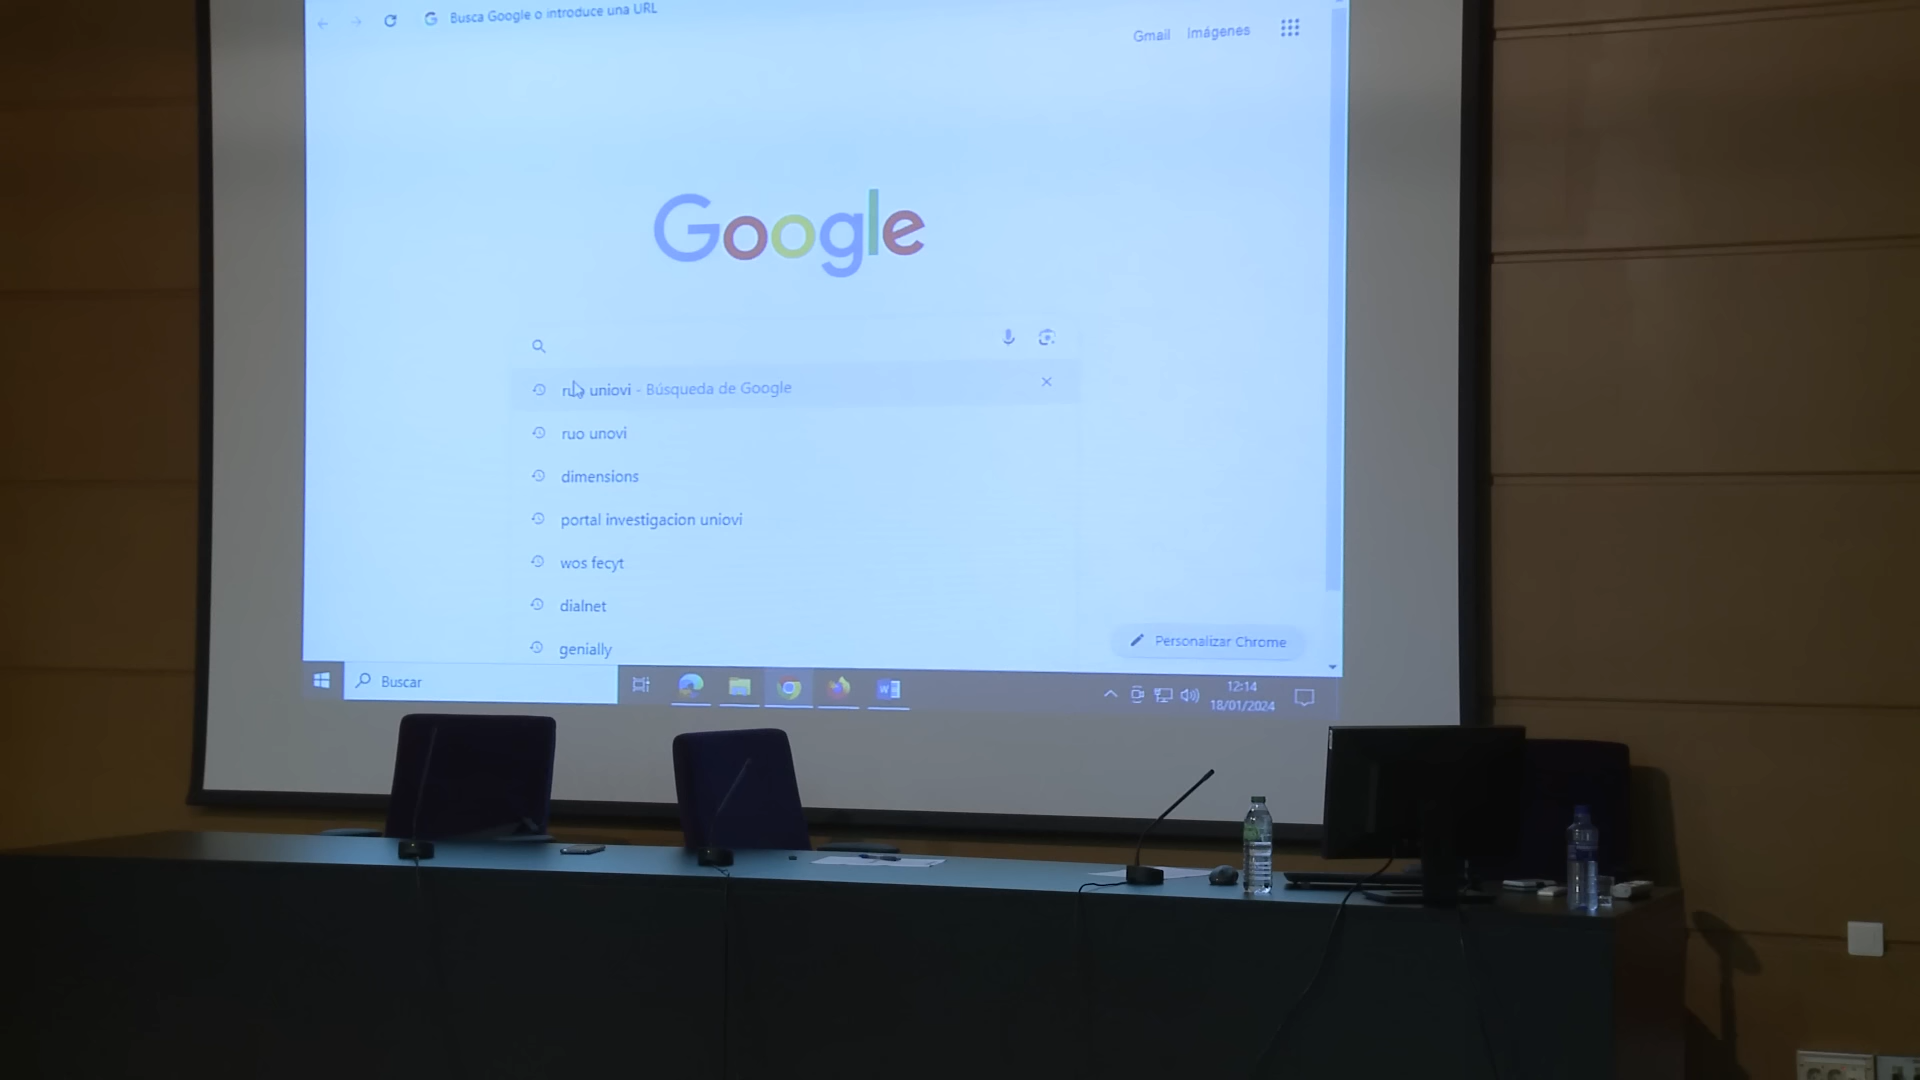 Busca Google o introduce una URL
Gmail Imágenes
Google
ruo uniovi - Búsqueda de Google
ruo unovi
dimensions
portal investigacion uniovi
wos fecyt
dialnet
genially
Personalizar Chrome
Buscar
12:14
18/01/2024